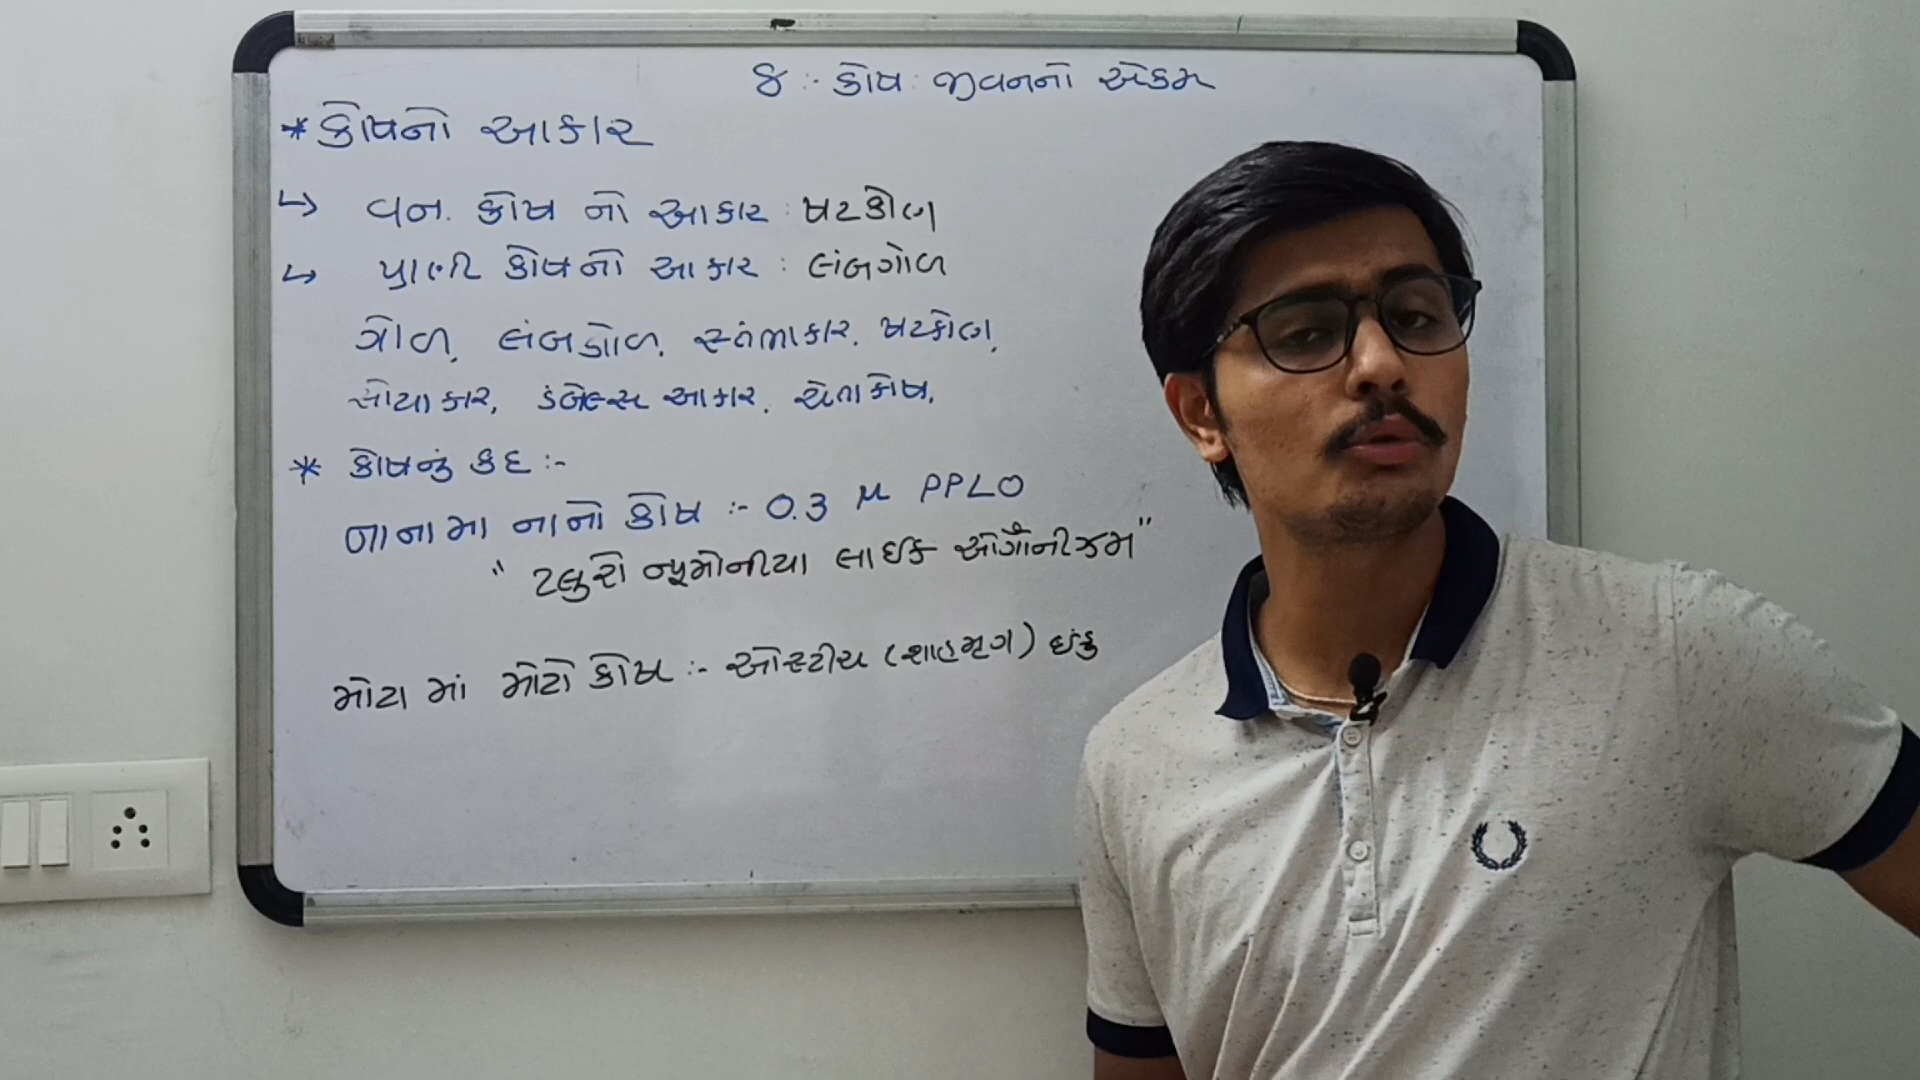 ૪ :- કોષ : જીવનનો એકમ
* કોષનો આકાર
↳ વન. કોષ નો આકાર : ષટકોણ
↳ પ્રાણી કોષનો આકાર : લંબગોળ
ગોળ, લંબગોળ, સ્તંભાકાર, ષટકોણ,
સોયાકાર, ડંબેલ્સ આકાર, ચેતાકોષ.
* કોષનું કદ :-
નાનામા નાનો કોષ :- 0.3 μ PPLO
" ટલુરો ન્યૂમોનીયા લાઈક ઓર્ગોનીઝમ "
મોટા માં મોટો કોષ :- ઓસ્ટ્રીચ (શાહમૃગ) ઈંડુ